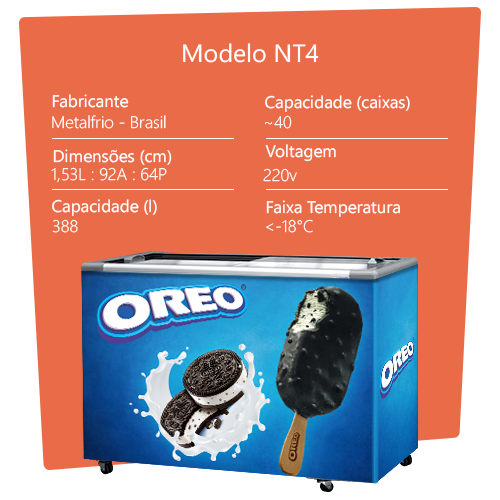 Modelo NT4
Fabricante
Metalfrio - Brasil
Capacidade (caixas)
~40
Dimensões (cm)
1,53L : 92A : 64P
Voltagem
220v
Capacidade (l)
388
Faixa Temperatura
<-18°C
OREO®
OREO
OREO